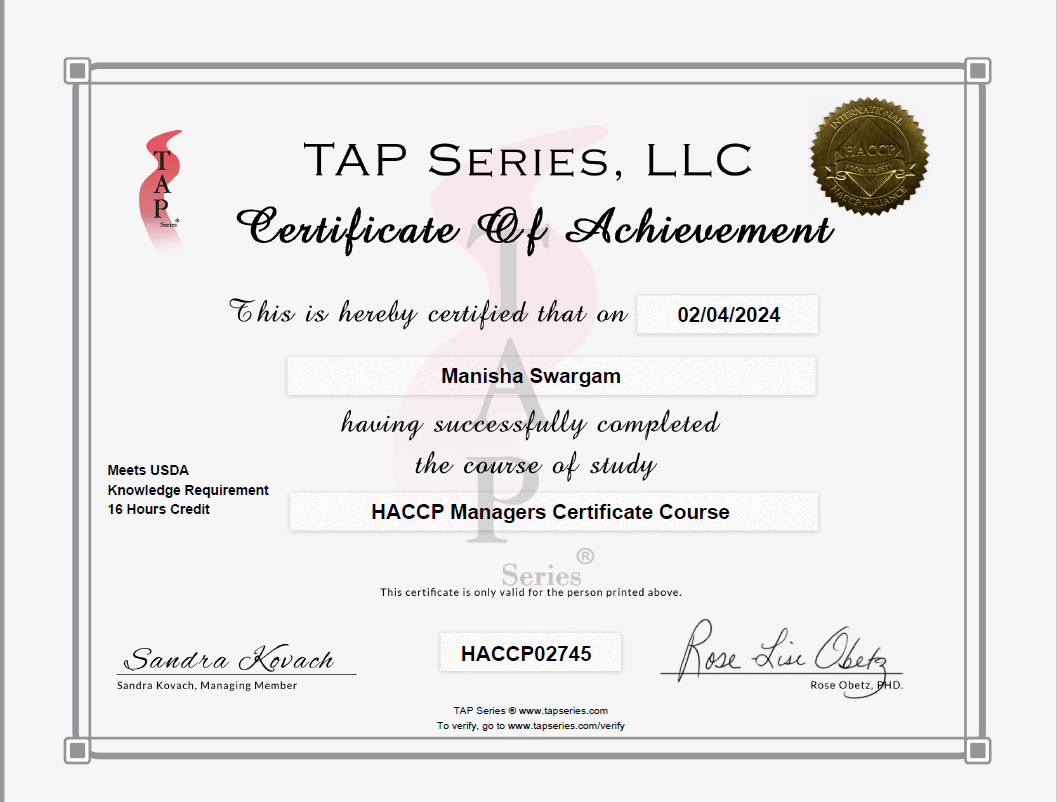 TAP
Series®
TAP SERIES, LLC
INTERNATIONAL
HACCP
FOOD SAFETY
HACCP ALLIANCE
Certificate Of Achievement
This is hereby certified that on 02/04/2024
Manisha Swargam
having successfully completed
the course of study
Meets USDA
Knowledge Requirement
16 Hours Credit
HACCP Managers Certificate Course
TAP
Series®
This certificate is only valid for the person printed above.
Sandra Kovach
Sandra Kovach, Managing Member
HACCP02745
Rose Lise Obetz
Rose Obetz, PHD.
TAP Series ® www.tapseries.com
To verify, go to www.tapseries.com/verify